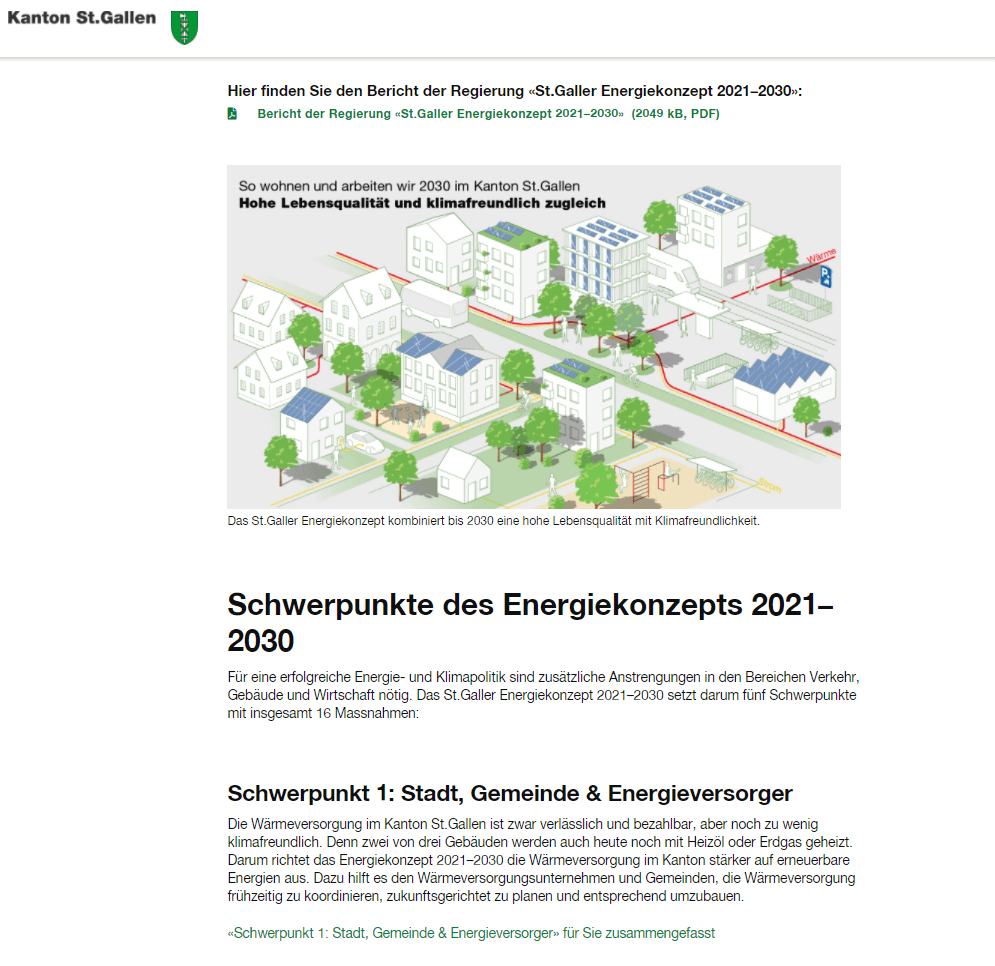 Kanton St.Gallen
Hier finden Sie den Bericht der Regierung «St.Galler Energiekonzept 2021–2030»:
Bericht der Regierung «St.Galler Energiekonzept 2021–2030» (2049 kB, PDF)
So wohnen und arbeiten wir 2030 im Kanton St.Gallen
Hohe Lebensqualität und klimafreundlich zugleich
Wärme
P
Strom
Das St.Galler Energiekonzept kombiniert bis 2030 eine hohe Lebensqualität mit Klimafreundlichkeit.
Schwerpunkte des Energiekonzepts 2021–
2030
Für eine erfolgreiche Energie- und Klimapolitik sind zusätzliche Anstrengungen in den Bereichen Verkehr,
Gebäude und Wirtschaft nötig. Das St.Galler Energiekonzept 2021–2030 setzt darum fünf Schwerpunkte
mit insgesamt 16 Massnahmen:
Schwerpunkt 1: Stadt, Gemeinde & Energieversorger
Die Wärmeversorgung im Kanton St.Gallen ist zwar verlässlich und bezahlbar, aber noch zu wenig
klimafreundlich. Denn zwei von drei Gebäuden werden auch heute noch mit Heizöl oder Erdgas geheizt.
Darum richtet das Energiekonzept 2021–2030 die Wärmeversorgung im Kanton stärker auf erneuerbare
Energien aus. Dazu hilft es den Wärmeversorgungsunternehmen und Gemeinden, die Wärmeversorgung
frühzeitig zu koordinieren, zukunftsgerichtet zu planen und entsprechend umzubauen.
«Schwerpunkt 1: Stadt, Gemeinde & Energieversorger» für Sie zusammengefasst